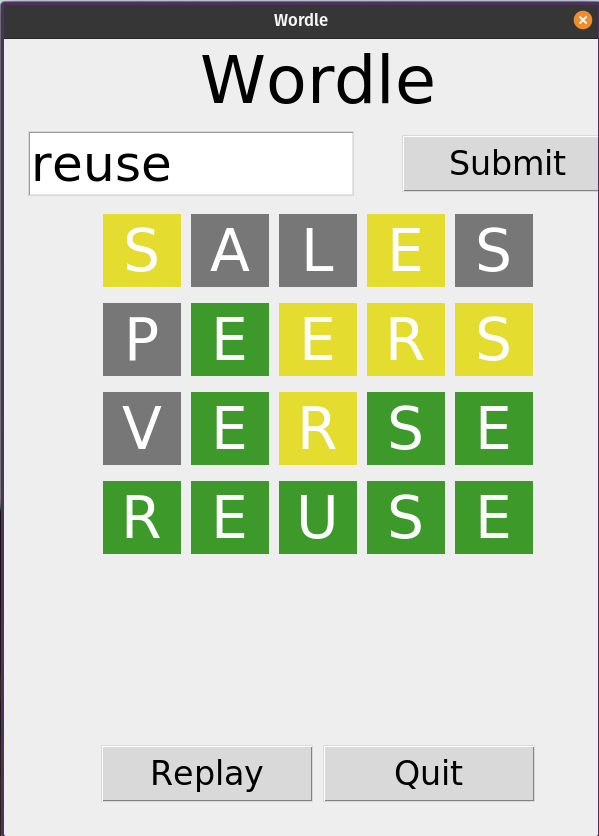 Wordle
Wordle
reuse Submit
S A L E S
P E E R S
V E R S E
R E U S E
Replay Quit